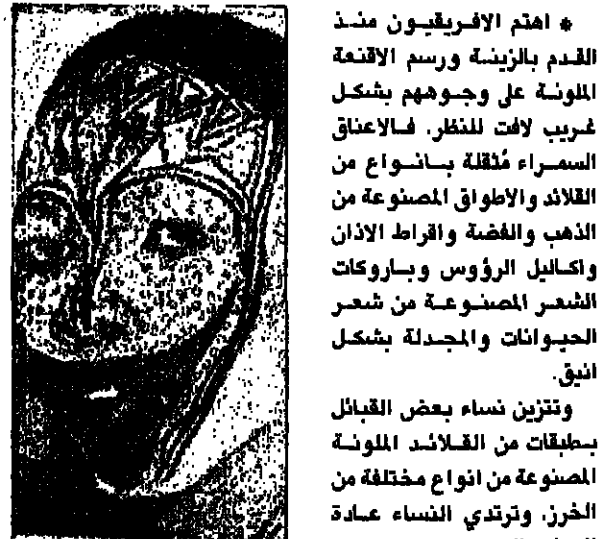 * اهتم الافريقيون منذ
القدم بالزينة ورسم الاقنعة
الملونة على وجوههم بشكل
غريب لافت للنظر. فالاعناق
السمراء مُثقلة بانواع من
القلائد والاطواق المصنوعة من
الذهب والفضة واقراط الاذان
واكاليل الرؤوس وباروكات
الشعر المصنوعة من شعر
الحيوانات والمجدلة بشكل
انيق.
وتتزين نساء بعض القبائل
بطبقات من القلائد الملونة
المصنوعة من انواع مختلفة من
الخرز، وترتدي النساء عادة